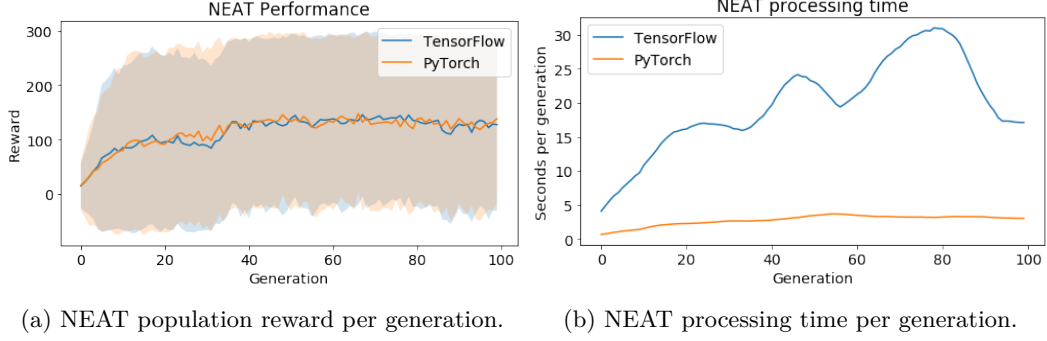 NEAT Performance
300
200
100
0
Reward
TensorFlow
PyTorch
0
20
40
60
80
100
Generation
(a) NEAT population reward per generation.
NEAT processing time
30
25
20
15
10
5
0
Seconds per generation
TensorFlow
PyTorch
0
20
40
60
80
100
Generation
(b) NEAT processing time per generation.